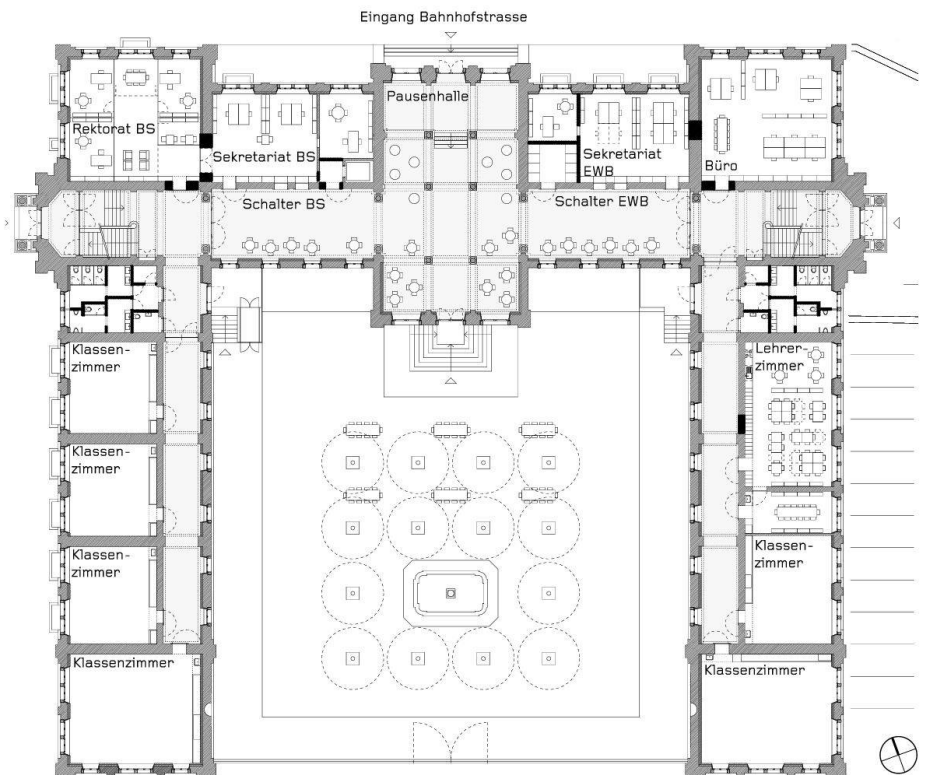 Eingang Bahnhofstrasse
Pausenhalle
Rektorat BS
Sekretariat BS
Sekretariat
EWB
Büro
Schalter BS
Schalter EWB
Klassen-
zimmer
Lehrer-
zimmer
Klassen-
zimmer
Klassen-
zimmer
Klassen-
zimmer
Klassenzimmer
Klassenzimmer